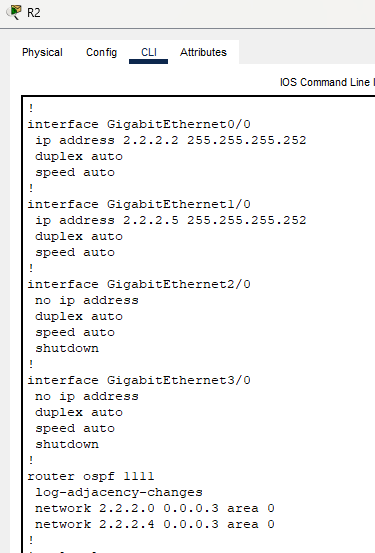 R2
Physical Config CLI Attributes
IOS Command Line
!
interface GigabitEthernet0/0
 ip address 2.2.2.2 255.255.255.252
 duplex auto
 speed auto
!
interface GigabitEthernet1/0
 ip address 2.2.2.5 255.255.255.252
 duplex auto
 speed auto
!
interface GigabitEthernet2/0
 no ip address
 duplex auto
 speed auto
 shutdown
!
interface GigabitEthernet3/0
 no ip address
 duplex auto
 speed auto
 shutdown
!
router ospf 1111
 log-adjacency-changes
 network 2.2.2.0 0.0.0.3 area 0
 network 2.2.2.4 0.0.0.3 area 0
!